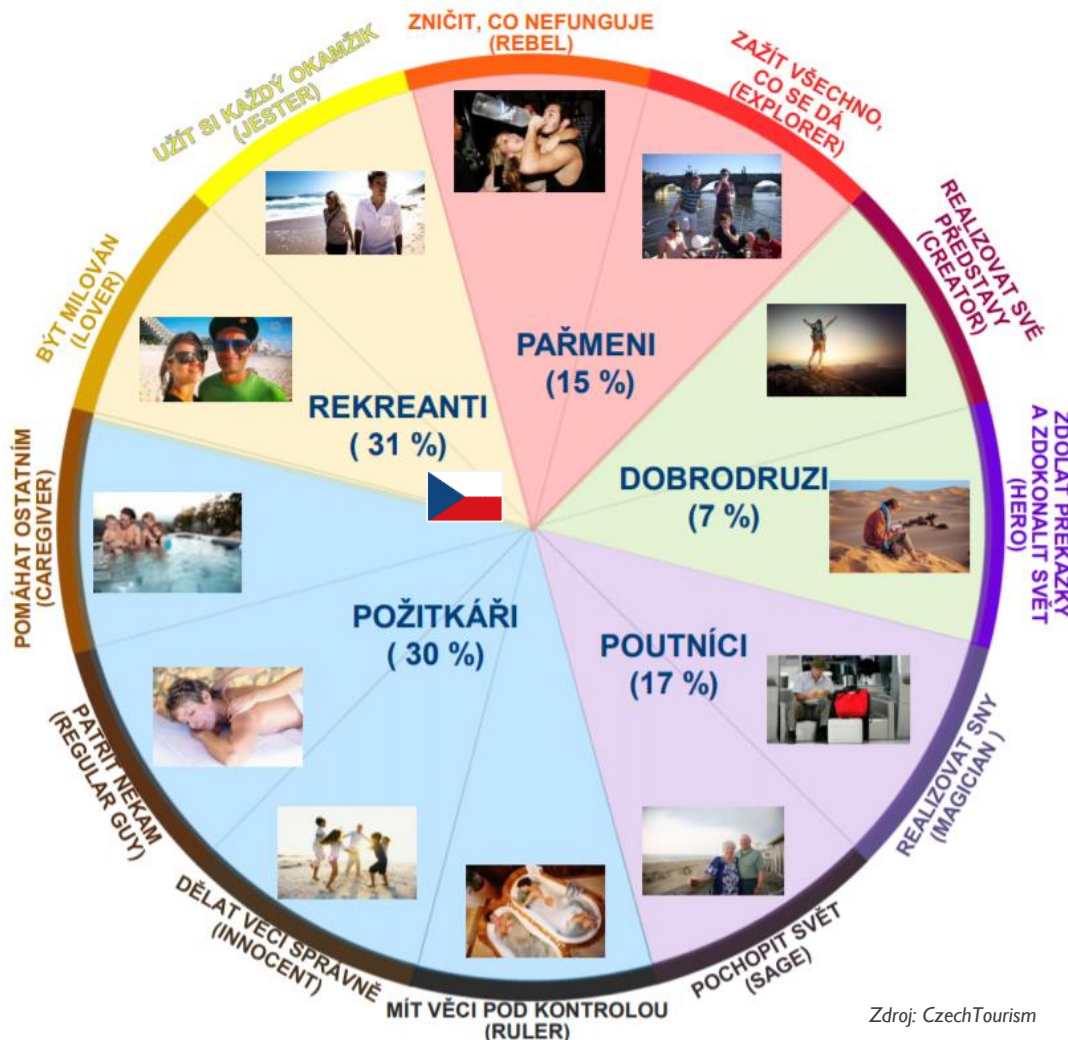 ZNIČIT, CO NEFUNGUJE
(REBEL)
ZAŽÍT VŠECHNO,
CO SE DÁ
(EXPLORER)
REALIZOVAT SVÉ
PŘEDSTAVY
(CREATOR)
ZDOLAT PŘEKÁŽKY
A ZDOKONALIT SVĚT
(HERO)
REALIZOVAT SNY
(MAGICIAN )
POCHOPIT SVĚT
(SAGE)
MÍT VĚCI POD KONTROLOU
(RULER)
DĚLAT VĚCI SPRÁVNĚ
(INNOCENT)
PATŘIT NĚKAM
(REGULAR GUY)
POMÁHAT OSTATNÍM
(CAREGIVER)
BÝT MILOVÁN
(LOVER)
UŽÍT SI KAŽDÝ OKAMŽIK
(JESTER)
PAŘMENI
(15 %)
DOBRODRUZI
(7 %)
POUTNÍCI
(17 %)
POŽITKÁŘI
( 30 %)
REKREANTI
( 31 %)
Zdroj: CzechTourism